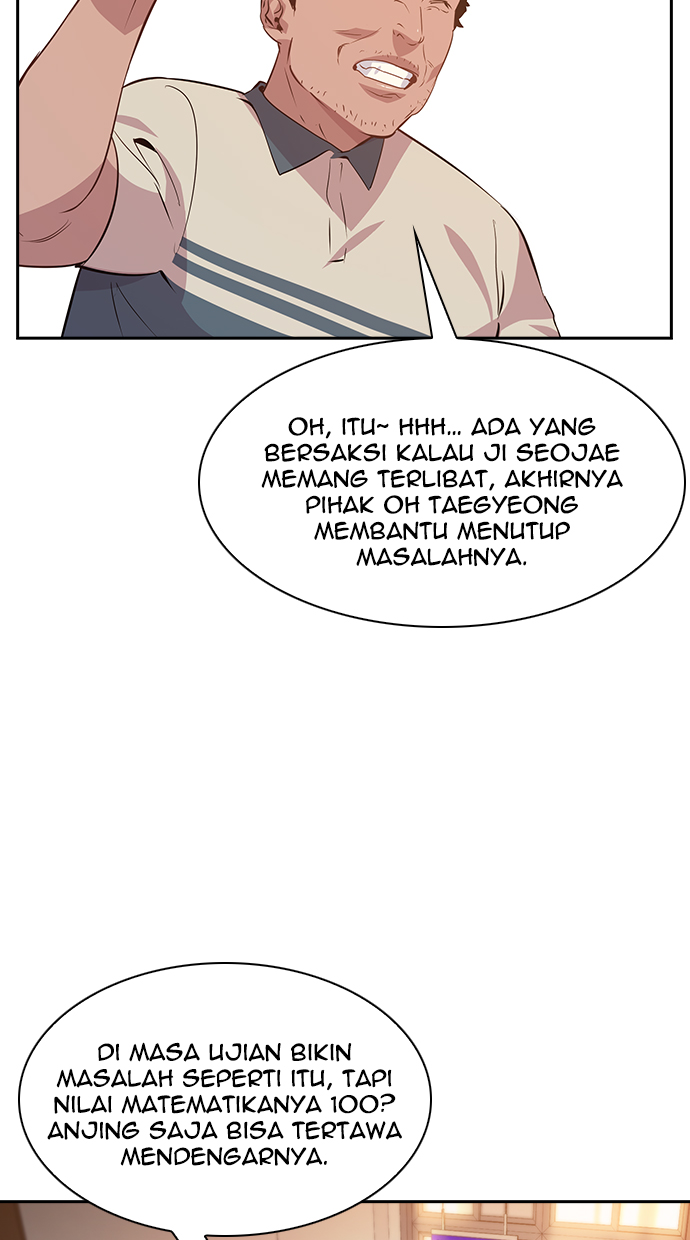 OH, ITU~ HHH... ADA YANG
BERSAKSI KALAU JI SEOJAE
MEMANG TERLIBAT, AKHIRNYA
PIHAK OH TAEGYEONG
MEMBANTU MENUTUP
MASALAHNYA.
DI MASA UJIAN BIKIN
MASALAH SEPERTI ITU, TAPI
NILAI MATEMATIKANYA 100?
ANJING SAJA BISA TERTAWA
MENDENGARNYA.